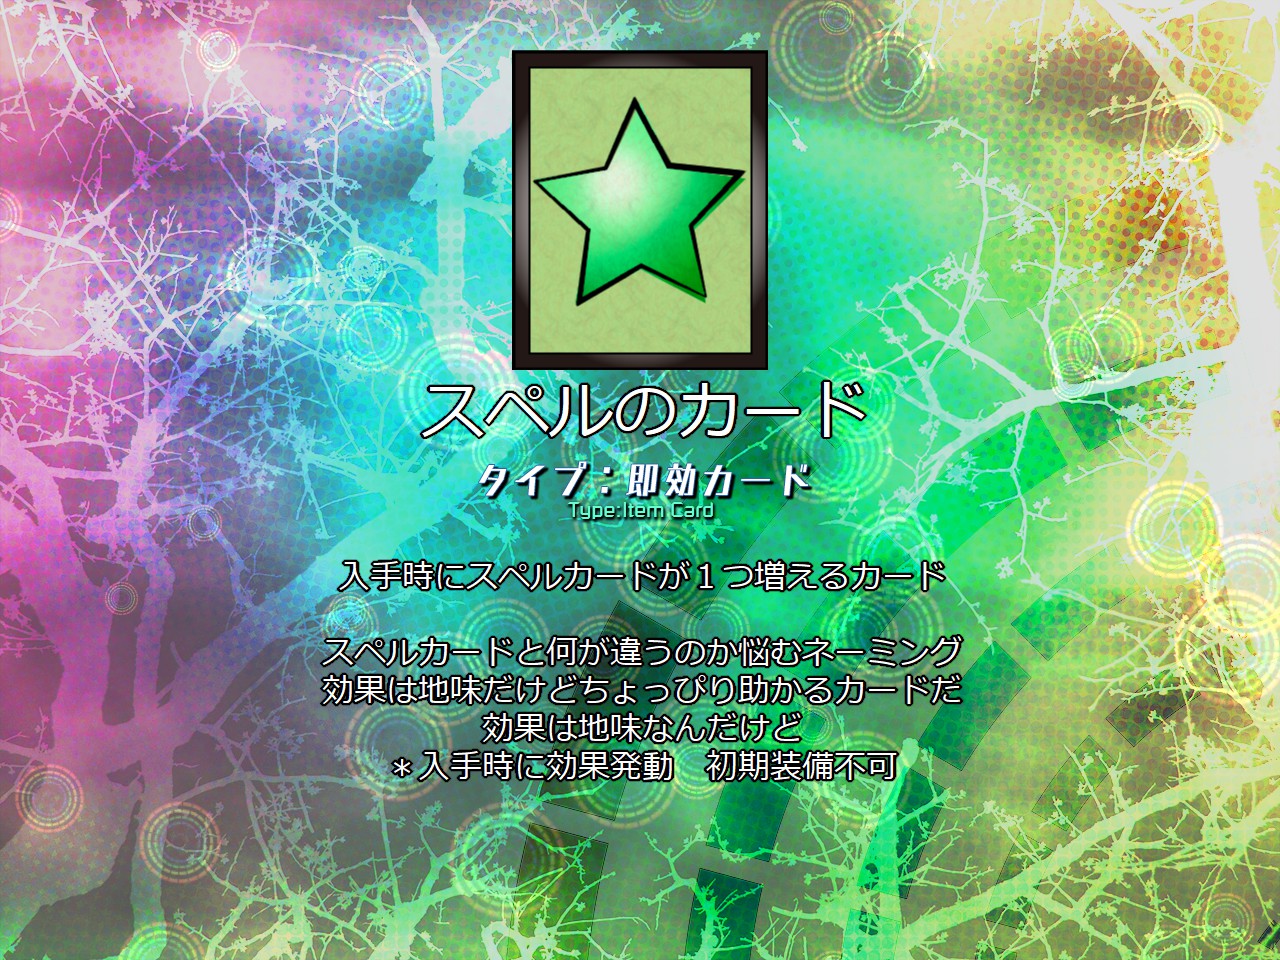 スペルのカード
タイプ：即効カード
Type:Item Card
入手時にスペルカードが１つ増えるカード
スペルカードと何が違うのか悩むネーミング
効果は地味だけどちょっぴり助かるカードだ
効果は地味なんだけど
＊入手時に効果発動　初期装備不可